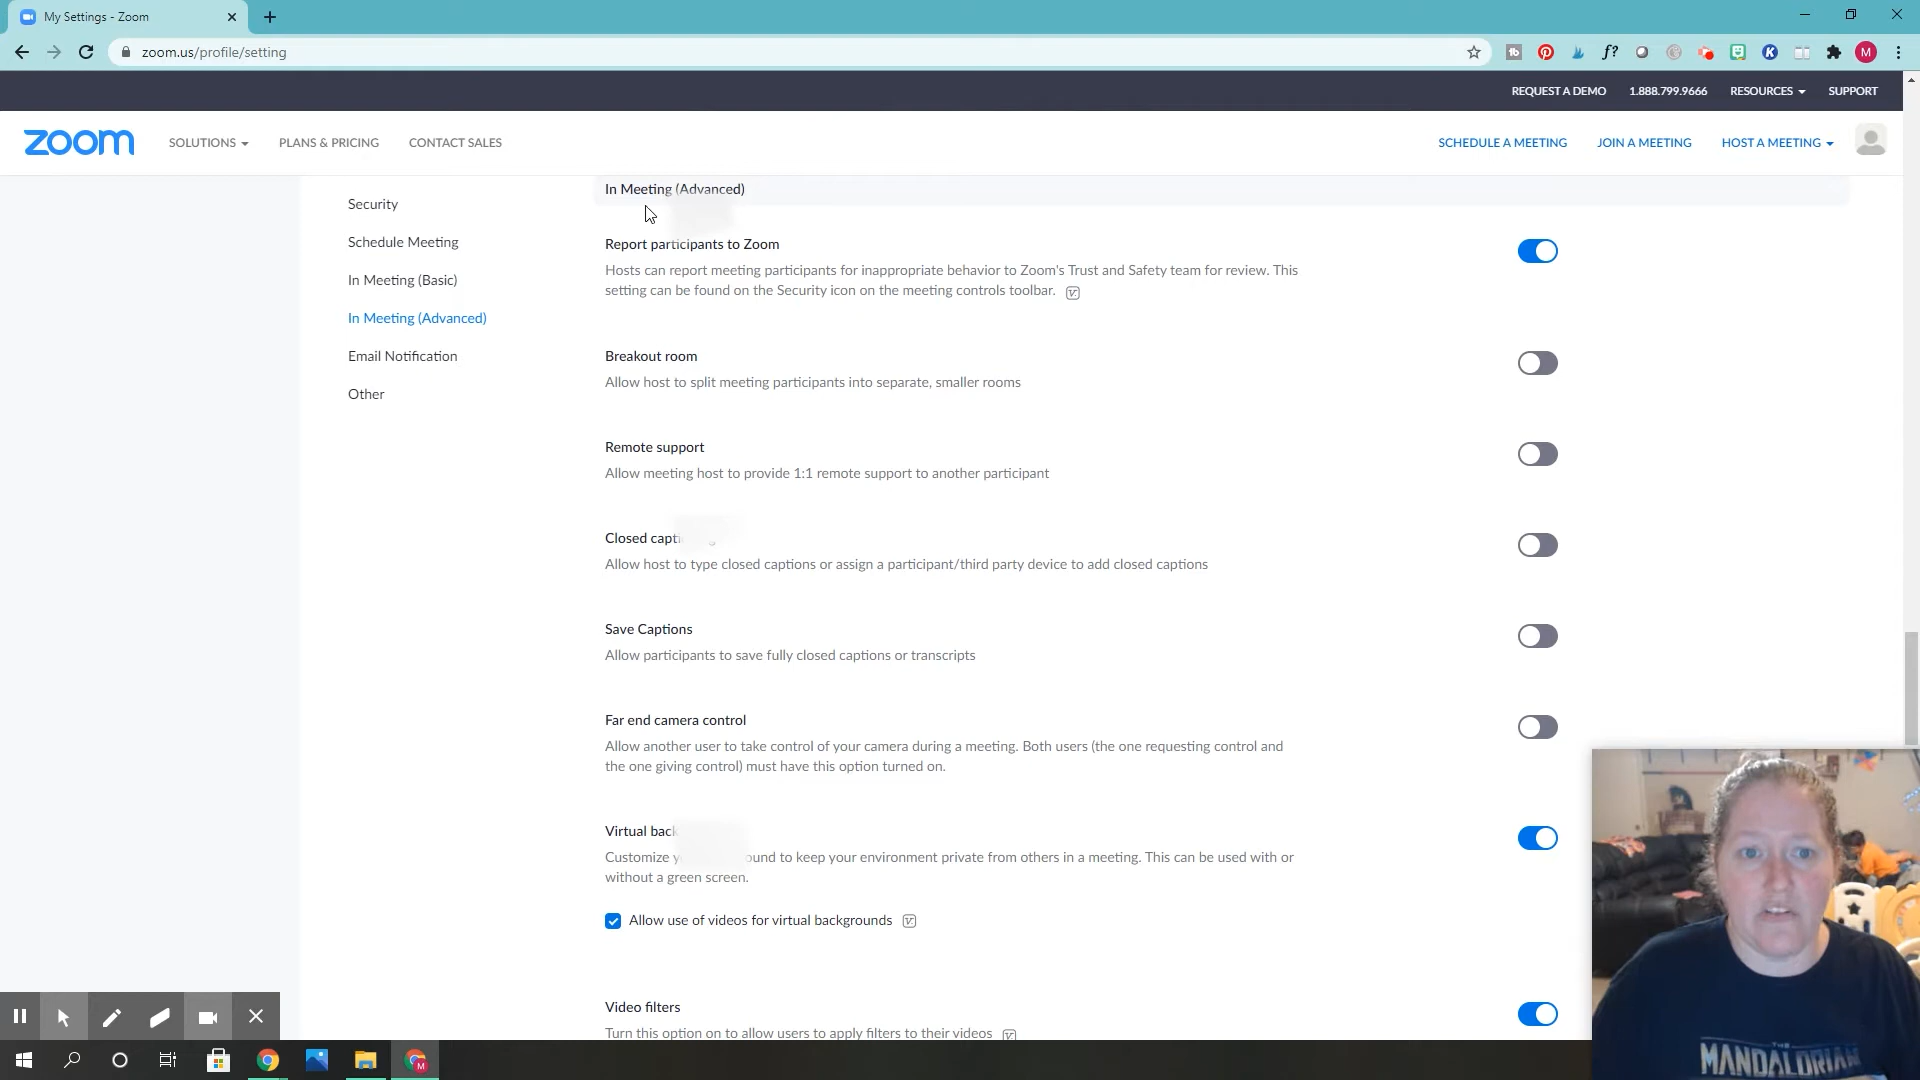 My Settings - Zoom
zoom.us/profile/setting
REQUEST A DEMO 1.888.799.9666 RESOURCES SUPPORT
zoom SOLUTIONS PLANS & PRICING CONTACT SALES SCHEDULE A MEETING JOIN A MEETING HOST A MEETING
Security
Schedule Meeting
In Meeting (Basic)
In Meeting (Advanced)
Email Notification
Other
In Meeting (Advanced)
Report participants to Zoom
Hosts can report meeting participants for inappropriate behavior to Zoom's Trust and Safety team for review. This
setting can be found on the Security icon on the meeting controls toolbar.
Breakout room
Allow host to split meeting participants into separate, smaller rooms
Remote support
Allow meeting host to provide 1:1 remote support to another participant
Closed
Allow host to type closed captions or assign a participant/third party device to add closed captions
Save Captions
Allow participants to save fully closed captions or transcripts
Far end camera control
Allow another user to take control of your camera during a meeting. Both users (the one requesting control and
the one giving control) must have this option turned on.
Virtual
Customize to keep your environment private from others in a meeting. This can be used with or
without a green screen.
Allow use of videos for virtual backgrounds
Video filters
Turn this option on to allow users to apply filters to their videos
M
THE
MANDALORIAN